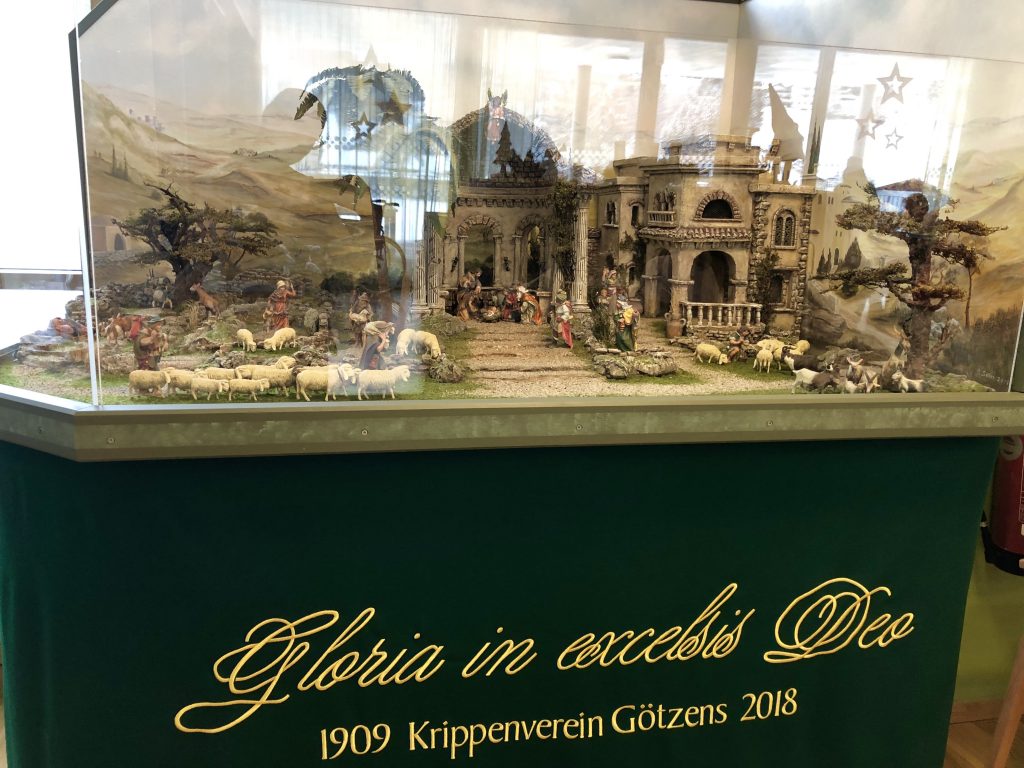 Gloria in excelsis Deo
1909 Krippenverein Götzens 2018